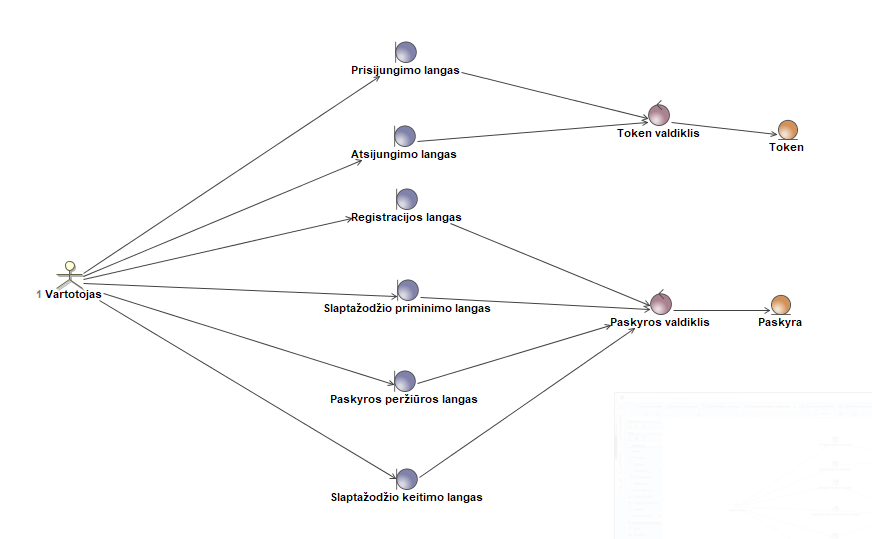 Prisijungimo langas
Token valdiklis
Token
Atsijungimo langas
Registracijos langas
1 Vartotojas
Slaptažodžio priminimo langas
Paskyros valdiklis
Paskyra
Paskyros peržiūros langas
Slaptažodžio keitimo langas